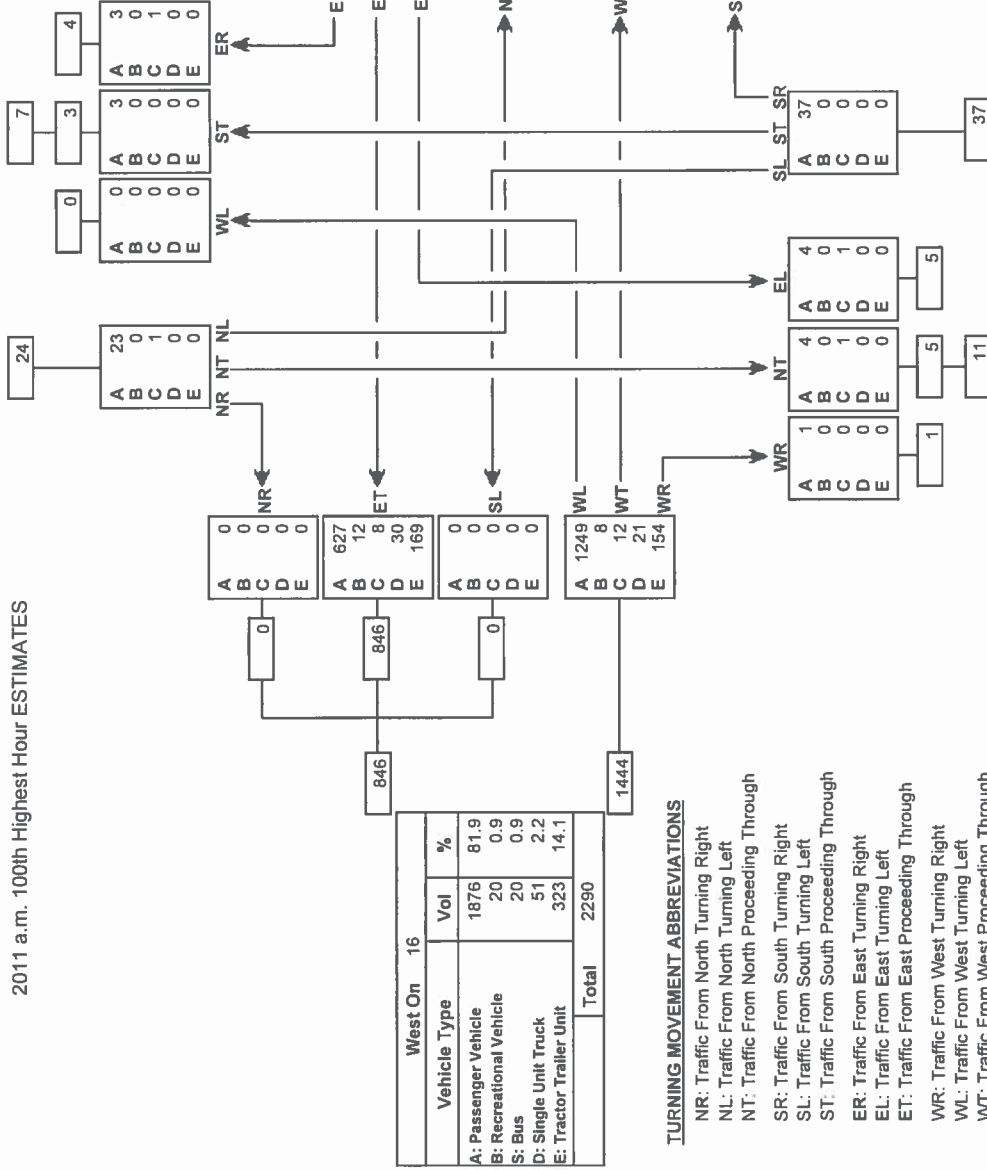 2011 a.m. 100th Highest Hour ESTIMATES
24
A 23
B 0
C 1
D 0
E 0
NR NT NL
7
0
A 0
B 0
C 0
D 0
E 0
WL
3
A 3
B 0
C 0
D 0
E 0
ST
4
A 3
B 0
C 1
D 0
E 0
ER
E
E
E
N
W
S
A 0
B 0
C 0
D 0
E 0
NR
0
A 627
B 12
C 8
D 30
E 169
ET
846
A 0
B 0
C 0
D 0
E 0
SL
0
846
A 1249
B 8
C 12
D 21
E 154
WL
WT
WR
1444
West On 16
Vehicle Type Vol %
A: Passenger Vehicle 1876 81.9
B: Recreational Vehicle 20 0.9
S: Bus 20 0.9
D: Single Unit Truck 51 2.2
E: Tractor Trailer Unit 323 14.1
Total 2290
WR
A 1
B 0
C 0
D 0
E 0
1
NT
A 4
B 0
C 1
D 0
E 0
5
11
EL
A 4
B 0
C 1
D 0
E 0
5
SL ST SR
A 37
B 0
C 0
D 0
E 0
37
TURNING MOVEMENT ABBREVIATIONS
NR: Traffic From North Turning Right
NL: Traffic From North Turning Left
NT: Traffic From North Proceeding Through
SR: Traffic From South Turning Right
SL: Traffic From South Turning Left
ST: Traffic From South Proceeding Through
ER: Traffic From East Turning Right
EL: Traffic From East Turning Left
ET: Traffic From East Proceeding Through
WR: Traffic From West Turning Right
WL: Traffic From West Turning Left
WT: Traffic From West Proceeding Through